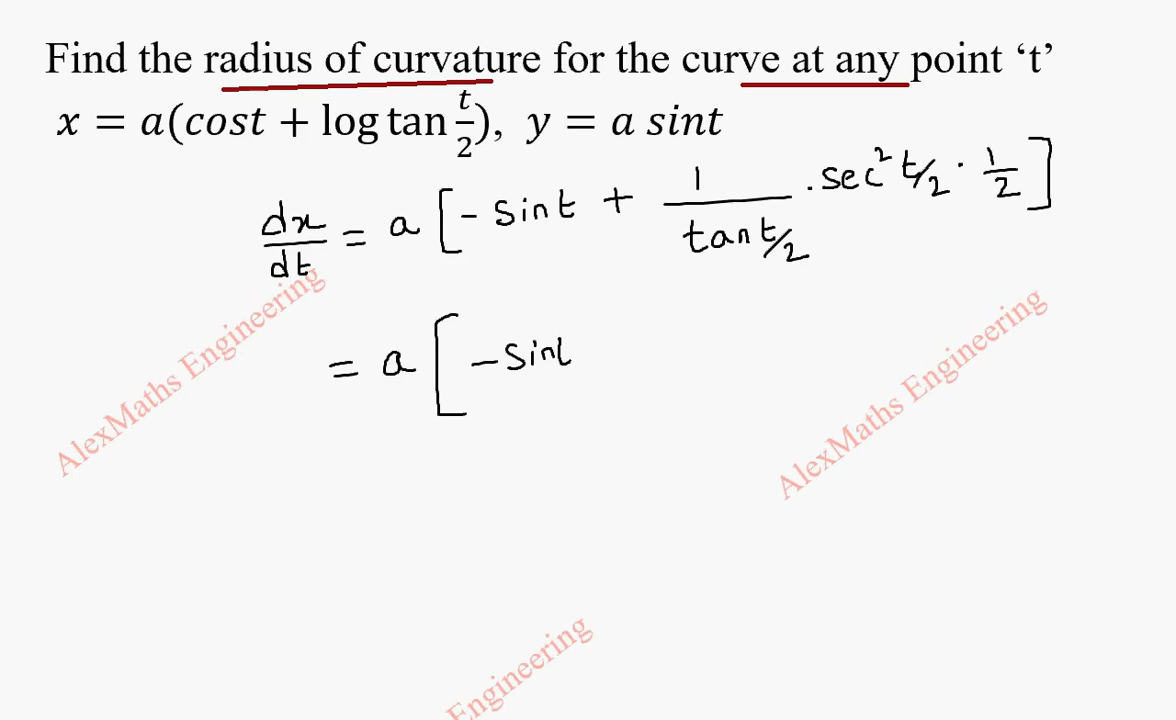 Find the radius of curvature for the curve at any point ‘t’
x = a(cost + log tan t/2), y = a sint
dx/dt = a [- sint + 1/tan t/2 . sec² t/2 · 1/2]
= a [- sint
AlexMaths Engineering
AlexMaths Engineering
Engineering